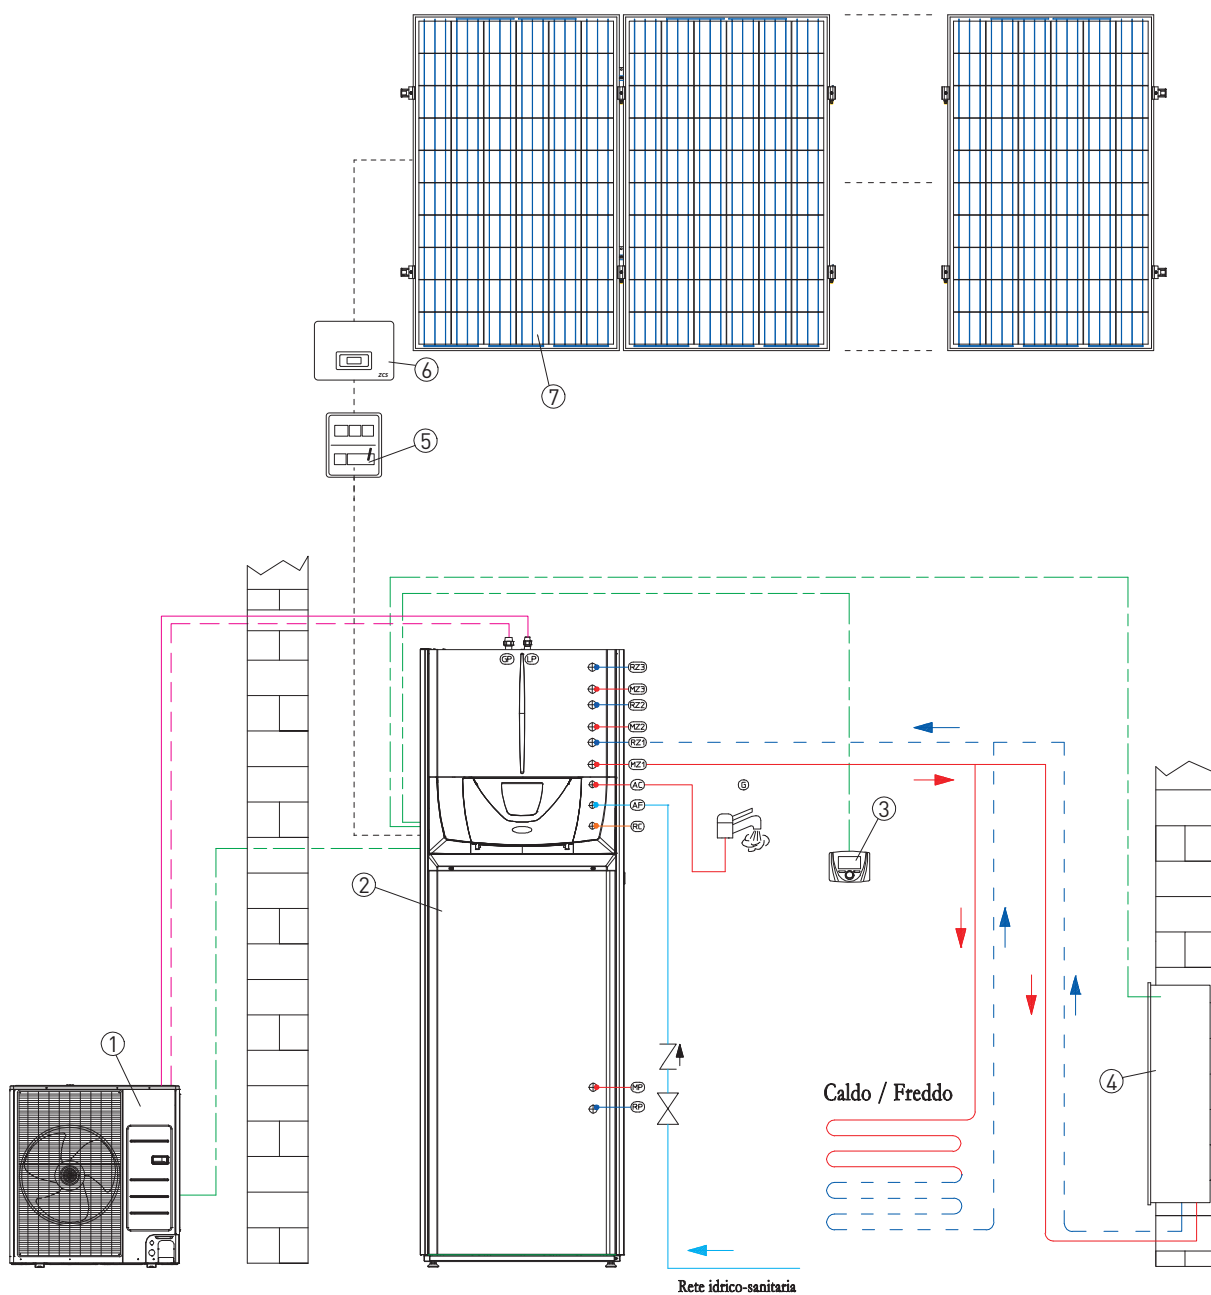 ZCS
6
7
5
GP LP
RZ3
MZ3
RZ2
MZ2
RZ1
MZ1
AC
G
AF
RC
3
2
1
MP
RP
4
Caldo / Freddo
Rete idrico-sanitaria